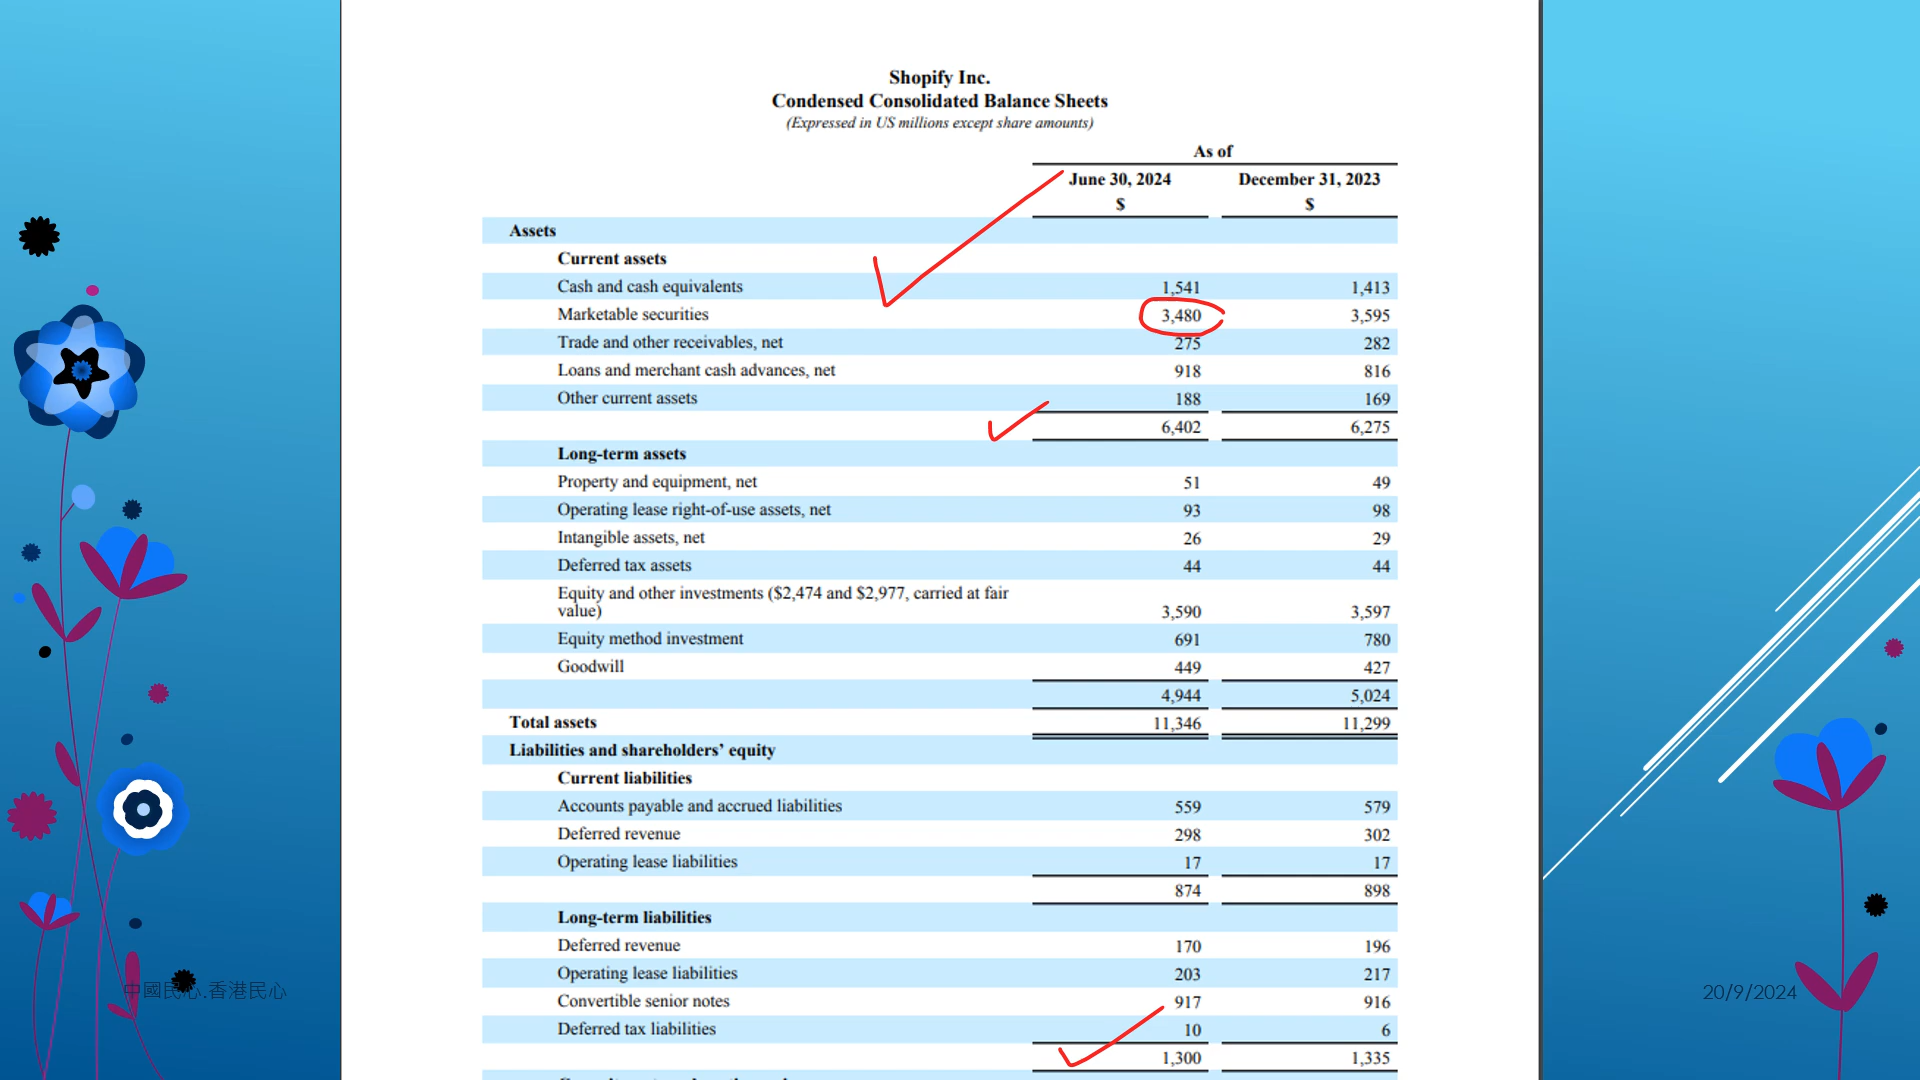 Shopify Inc.
Condensed Consolidated Balance Sheets
(Expressed in US millions except share amounts)
As of
June 30, 2024 December 31, 2023
$ $
Assets
Current assets
Cash and cash equivalents 1,541 1,413
Marketable securities 3,480 3,595
Trade and other receivables, net 275 282
Loans and merchant cash advances, net 918 816
Other current assets 188 169
6,402 6,275
Long-term assets
Property and equipment, net 51 49
Operating lease right-of-use assets, net 93 98
Intangible assets, net 26 29
Deferred tax assets 44 44
Equity and other investments ($2,474 and $2,977, carried at fair
value) 3,590 3,597
Equity method investment 691 780
Goodwill 449 427
4,944 5,024
Total assets 11,346 11,299
Liabilities and shareholders' equity
Current liabilities
Accounts payable and accrued liabilities 559 579
Deferred revenue 298 302
Operating lease liabilities 17 17
874 898
Long-term liabilities
Deferred revenue 170 196
Operating lease liabilities 203 217
Convertible senior notes 917 916
Deferred tax liabilities 10 6
1,300 1,335
中國民心.香港民心
20/9/2024